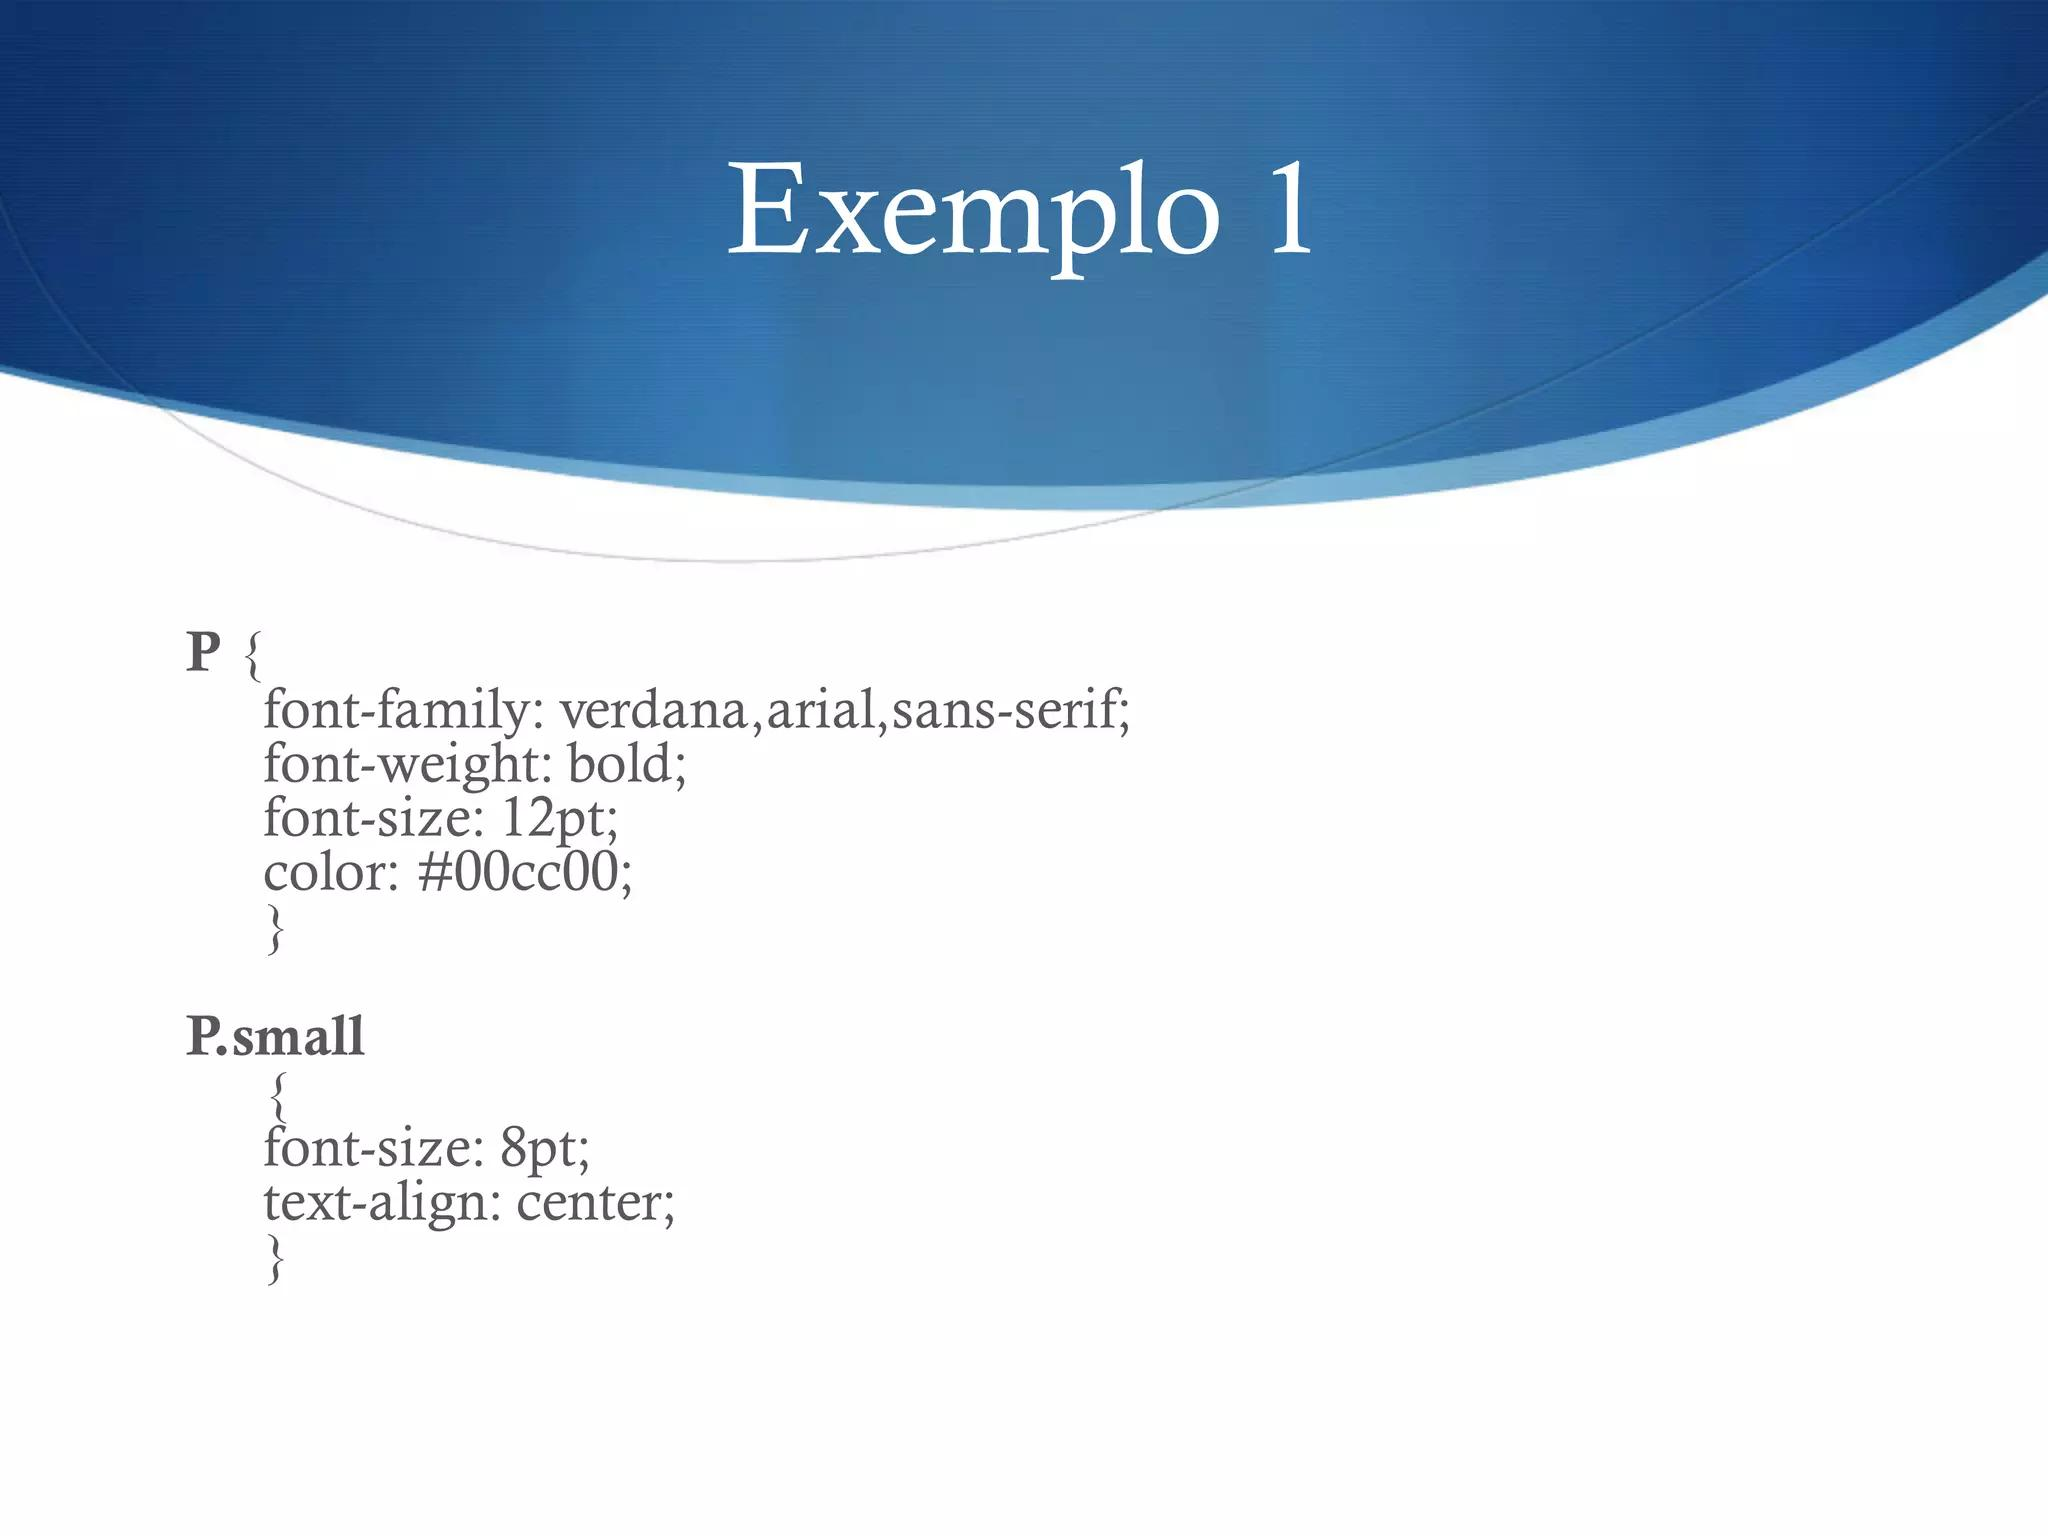 Exemplo 1
P {
font-family: verdana,arial,sans-serif;
font-weight: bold;
font-size: 12pt;
color: #00cc00;
}
P.small
{
font-size: 8pt;
text-align: center;
}